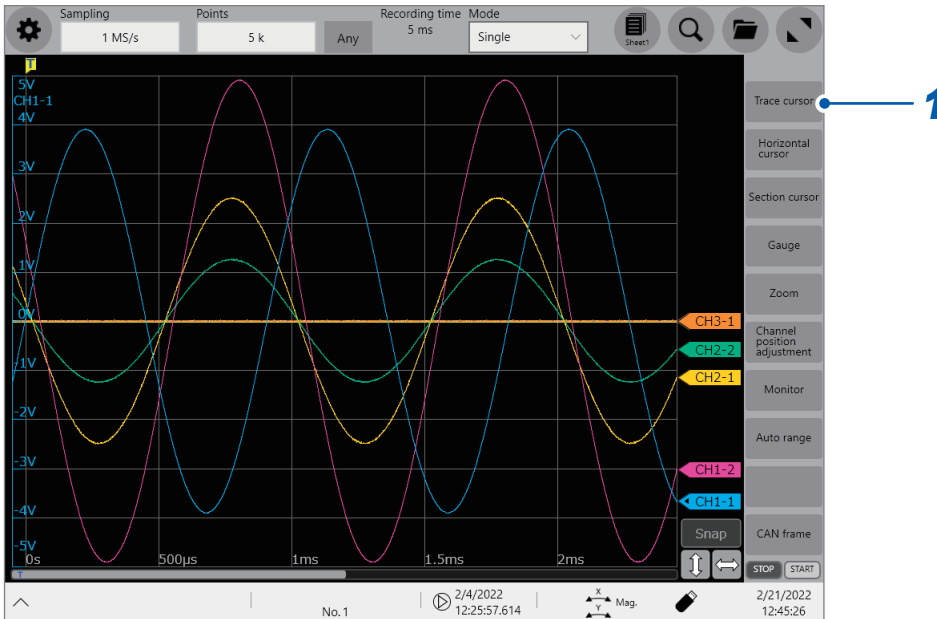 Sampling
1 MS/s
Points
5 k
Any
Recording time
5 ms
Mode
Single
Sheet1
T
5V
CH1-1
4V
3V
2V
1V
0V
-1V
-2V
-3V
-4V
-5V
0s
500µs
1ms
1.5ms
2ms
T
CH3-1
CH2-2
CH2-1
CH1-2
CH1-1
Snap
Trace cursor
1
Horizontal
cursor
Section cursor
Gauge
Zoom
Channel
position
adjustment
Monitor
Auto range
CAN frame
STOP
START
No. 1
2/4/2022
12:25:57.614
X
Y
Mag.
2/21/2022
12:45:26